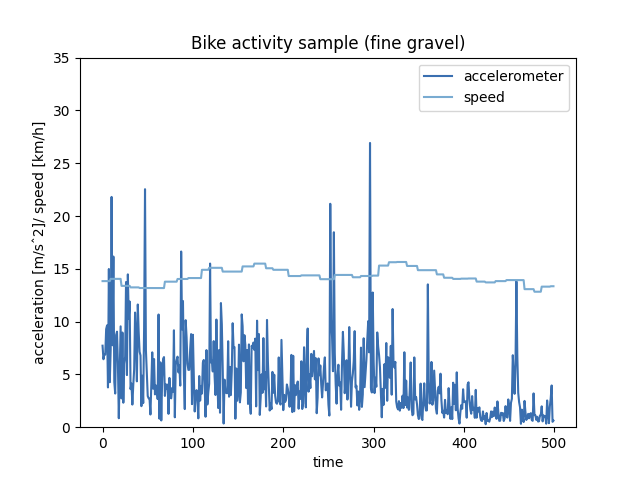 Bike activity sample (fine gravel)
accelerometer
speed
acceleration [m/s^2]/ speed [km/h]
35
30
25
20
15
10
5
0
0 100 200 300 400 500
time